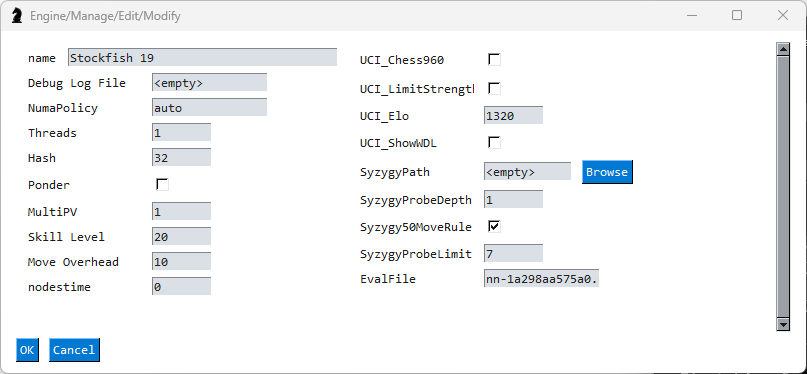 Engine/Manage/Edit/Modify
name Stockfish 19
Debug Log File <empty>
NumaPolicy auto
Threads 1
Hash 32
Ponder
MultiPV 1
Skill Level 20
Move Overhead 10
nodestime 0
UCI_Chess960
UCI_LimitStrength
UCI_Elo 1320
UCI_ShowWDL
SyzygyPath <empty> Browse
SyzygyProbeDepth 1
Syzygy50MoveRule
SyzygyProbeLimit 7
EvalFile nn-1a298aa575a0.
OK Cancel